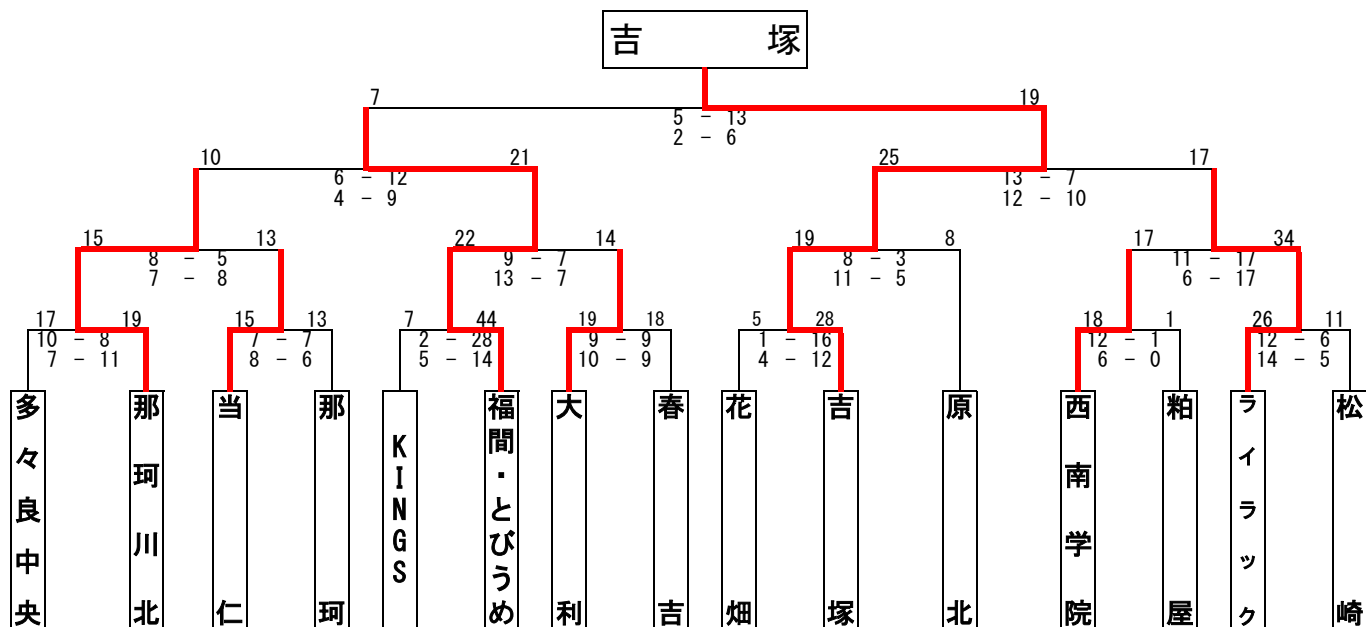 吉塚
7 19
5 - 13
2 - 6
10 21 25 17
6 - 12 13 - 7
4 - 9 12 - 10
15 13 22 14 19 8 17 34
8 - 5 9 - 7 8 - 3 11 - 17
7 - 8 13 - 7 11 - 5 6 - 17
17 19 15 13 7 44 19 18 5 28 18 1 26 11
10 - 8 7 - 7 2 - 28 9 - 9 1 - 16 12 - 1 12 - 6
7 - 11 8 - 6 5 - 14 10 - 9 4 - 12 6 - 0 14 - 5
多々良中央
那珂川北
当仁
那珂
KINGS
福間・とびうめ
大利
春吉
花畑
吉塚
原北
西南学院
粕屋
ライラック
松崎